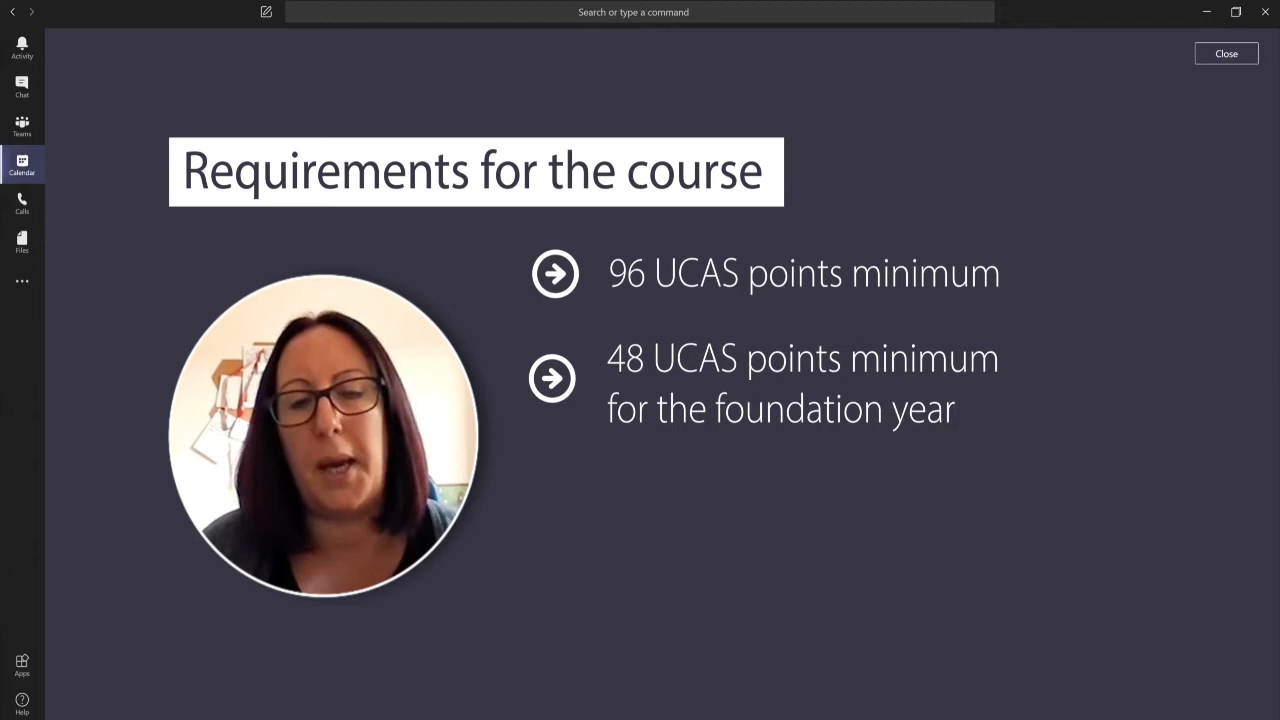 Search or type a command
Activity
Chat
Teams
Calendar
Calls
Files
Apps
Help
Close
Requirements for the course
96 UCAS points minimum
48 UCAS points minimum
for the foundation year